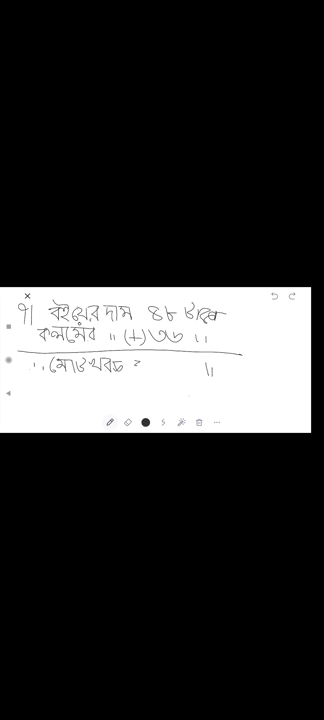 ৭। বইয়ের দাম ৪৮ টাকা
কলমের " (+) ৩৬ "
∴ মোট খরচ = "